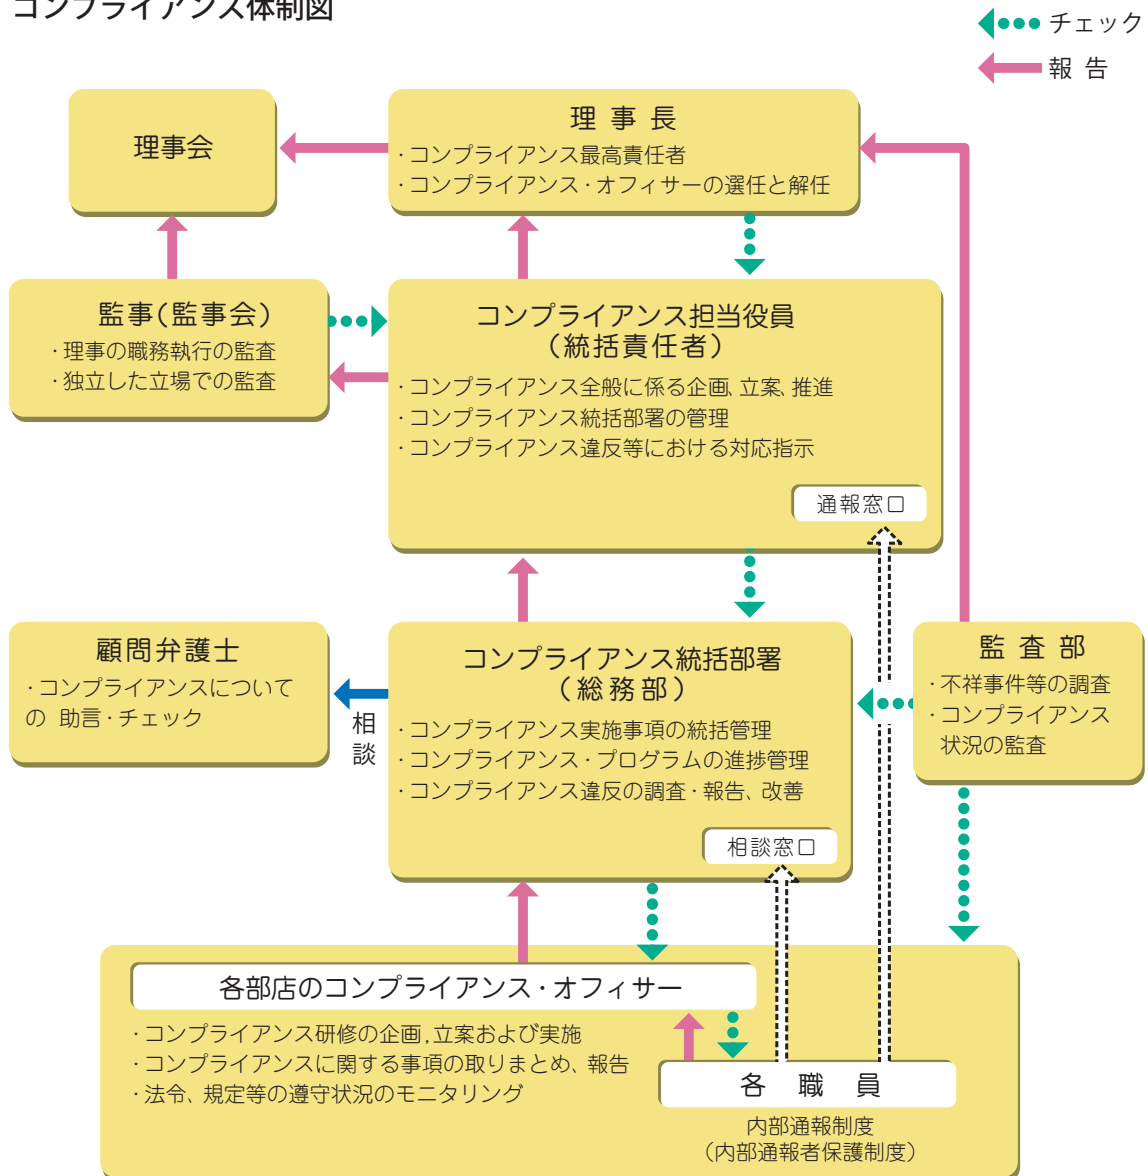 コンプライアンス体制図
チェック
報 告
理事会
理 事 長
・コンプライアンス最高責任者
・コンプライアンス・オフィサーの選任と解任
監事(監事会)
・理事の職務執行の監査
・独立した立場での監査
コンプライアンス担当役員
(統括責任者)
・コンプライアンス全般に係る企画、立案、推進
・コンプライアンス統括部署の管理
・コンプライアンス違反等における対応指示
通報窓口
顧問弁護士
・コンプライアンスについて
の 助言・チェック
相
談
コンプライアンス統括部署
(総務部)
・コンプライアンス実施事項の統括管理
・コンプライアンス・プログラムの進捗管理
・コンプライアンス違反の調査・報告、改善
相談窓口
監 査 部
・不祥事件等の調査
・コンプライアンス
状況の監査
各部店のコンプライアンス・オフィサー
・コンプライアンス研修の企画,立案および実施
・コンプライアンスに関する事項の取りまとめ、報告
・法令、規定等の遵守状況のモニタリング
各 職 員
内部通報制度
(内部通報者保護制度)